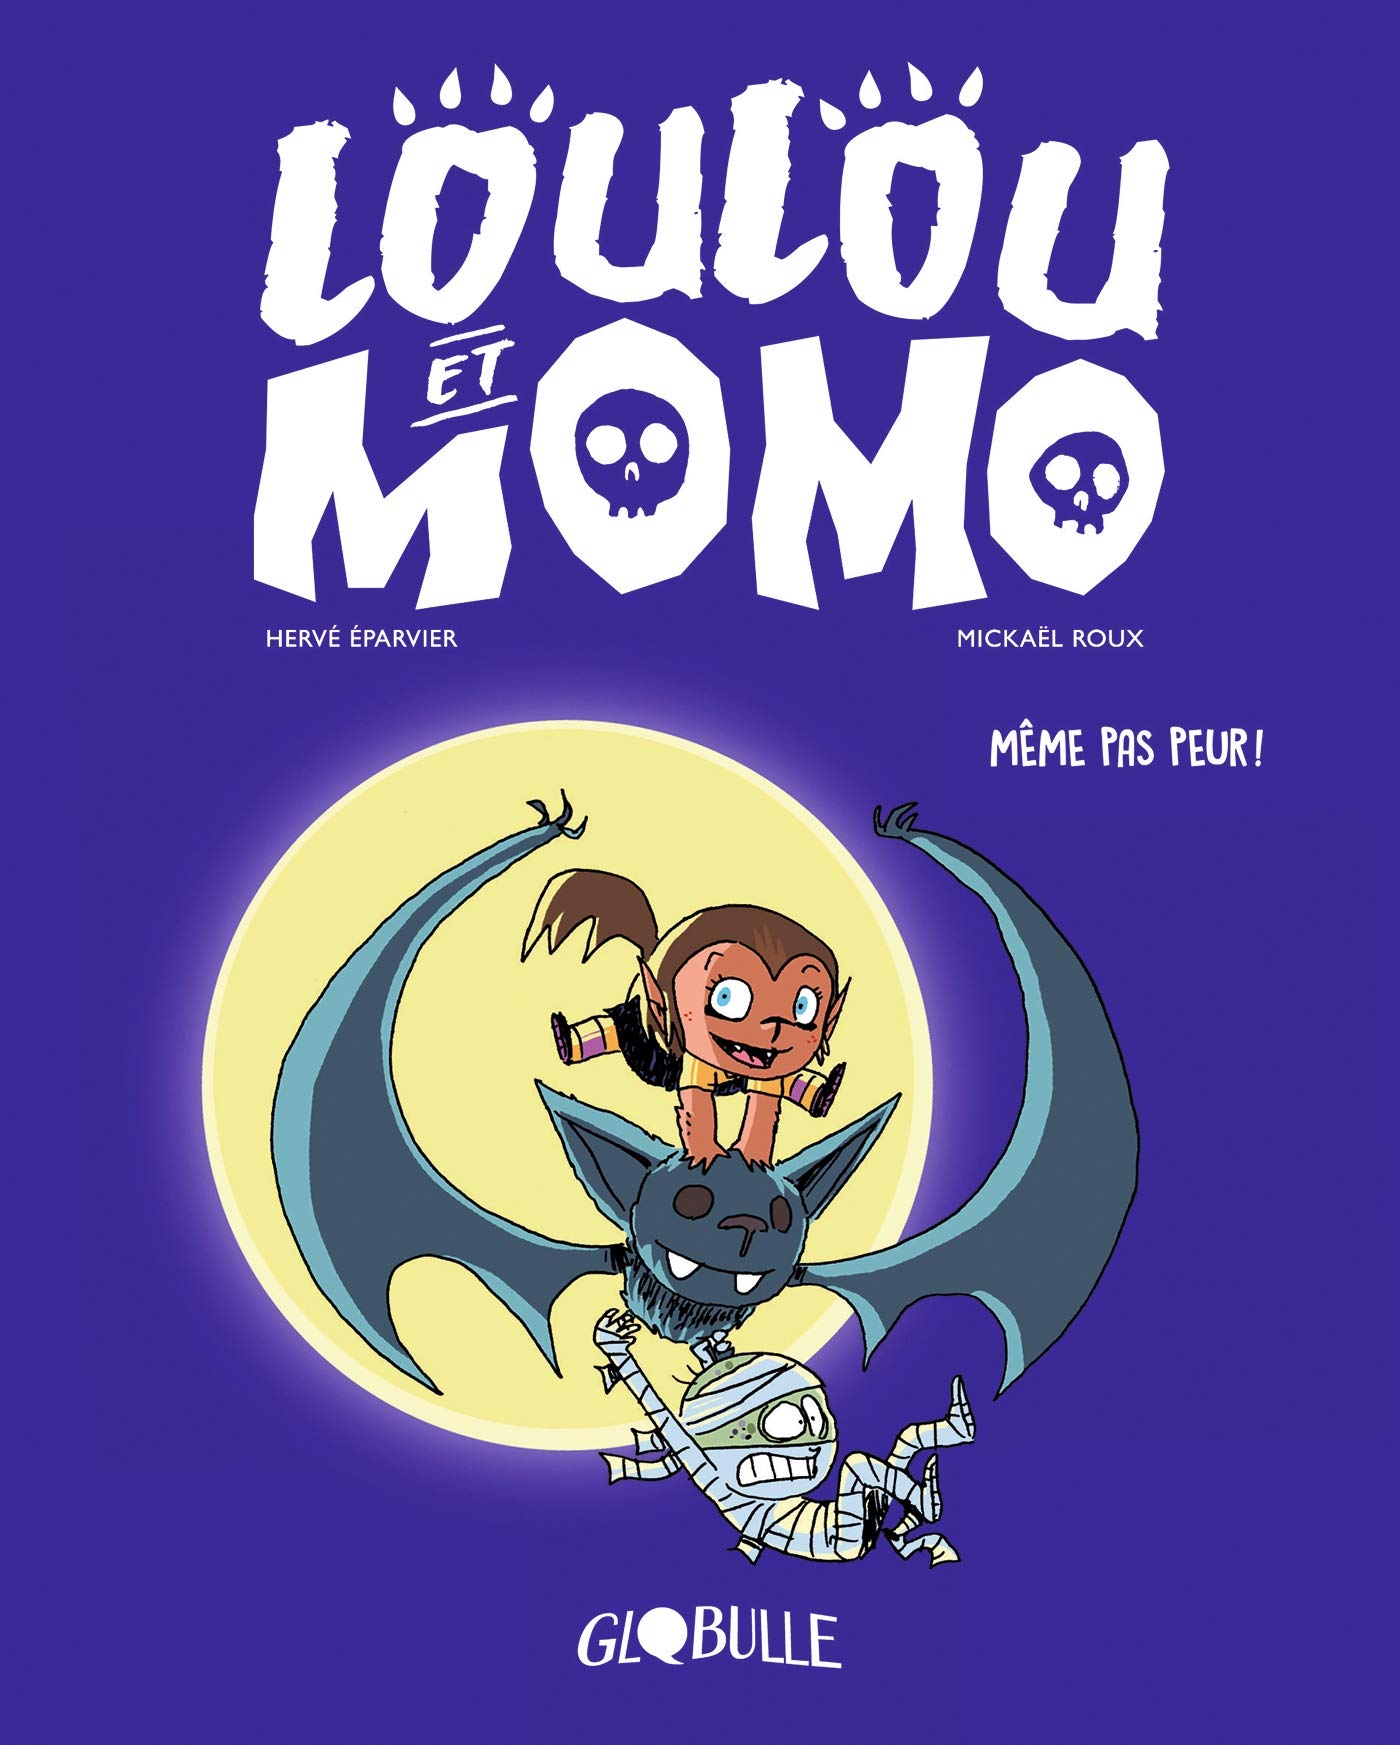 LOULOU
ET
MOMO
HERVÉ ÉPARVIER
MICKAËL ROUX
MÊME PAS PEUR!
GLOBULLE